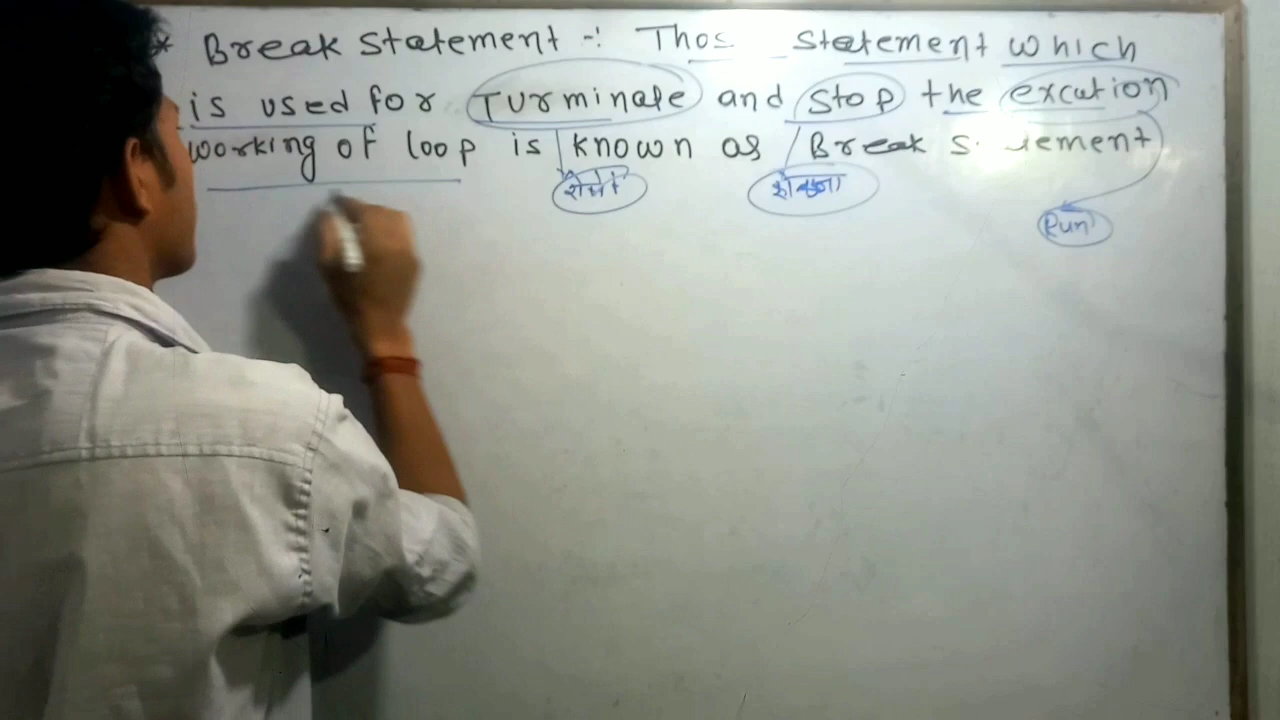 * Break statement :- Thos statement which
is used for Turminate and stop the excution
working of loop is known as Break s ement
Run